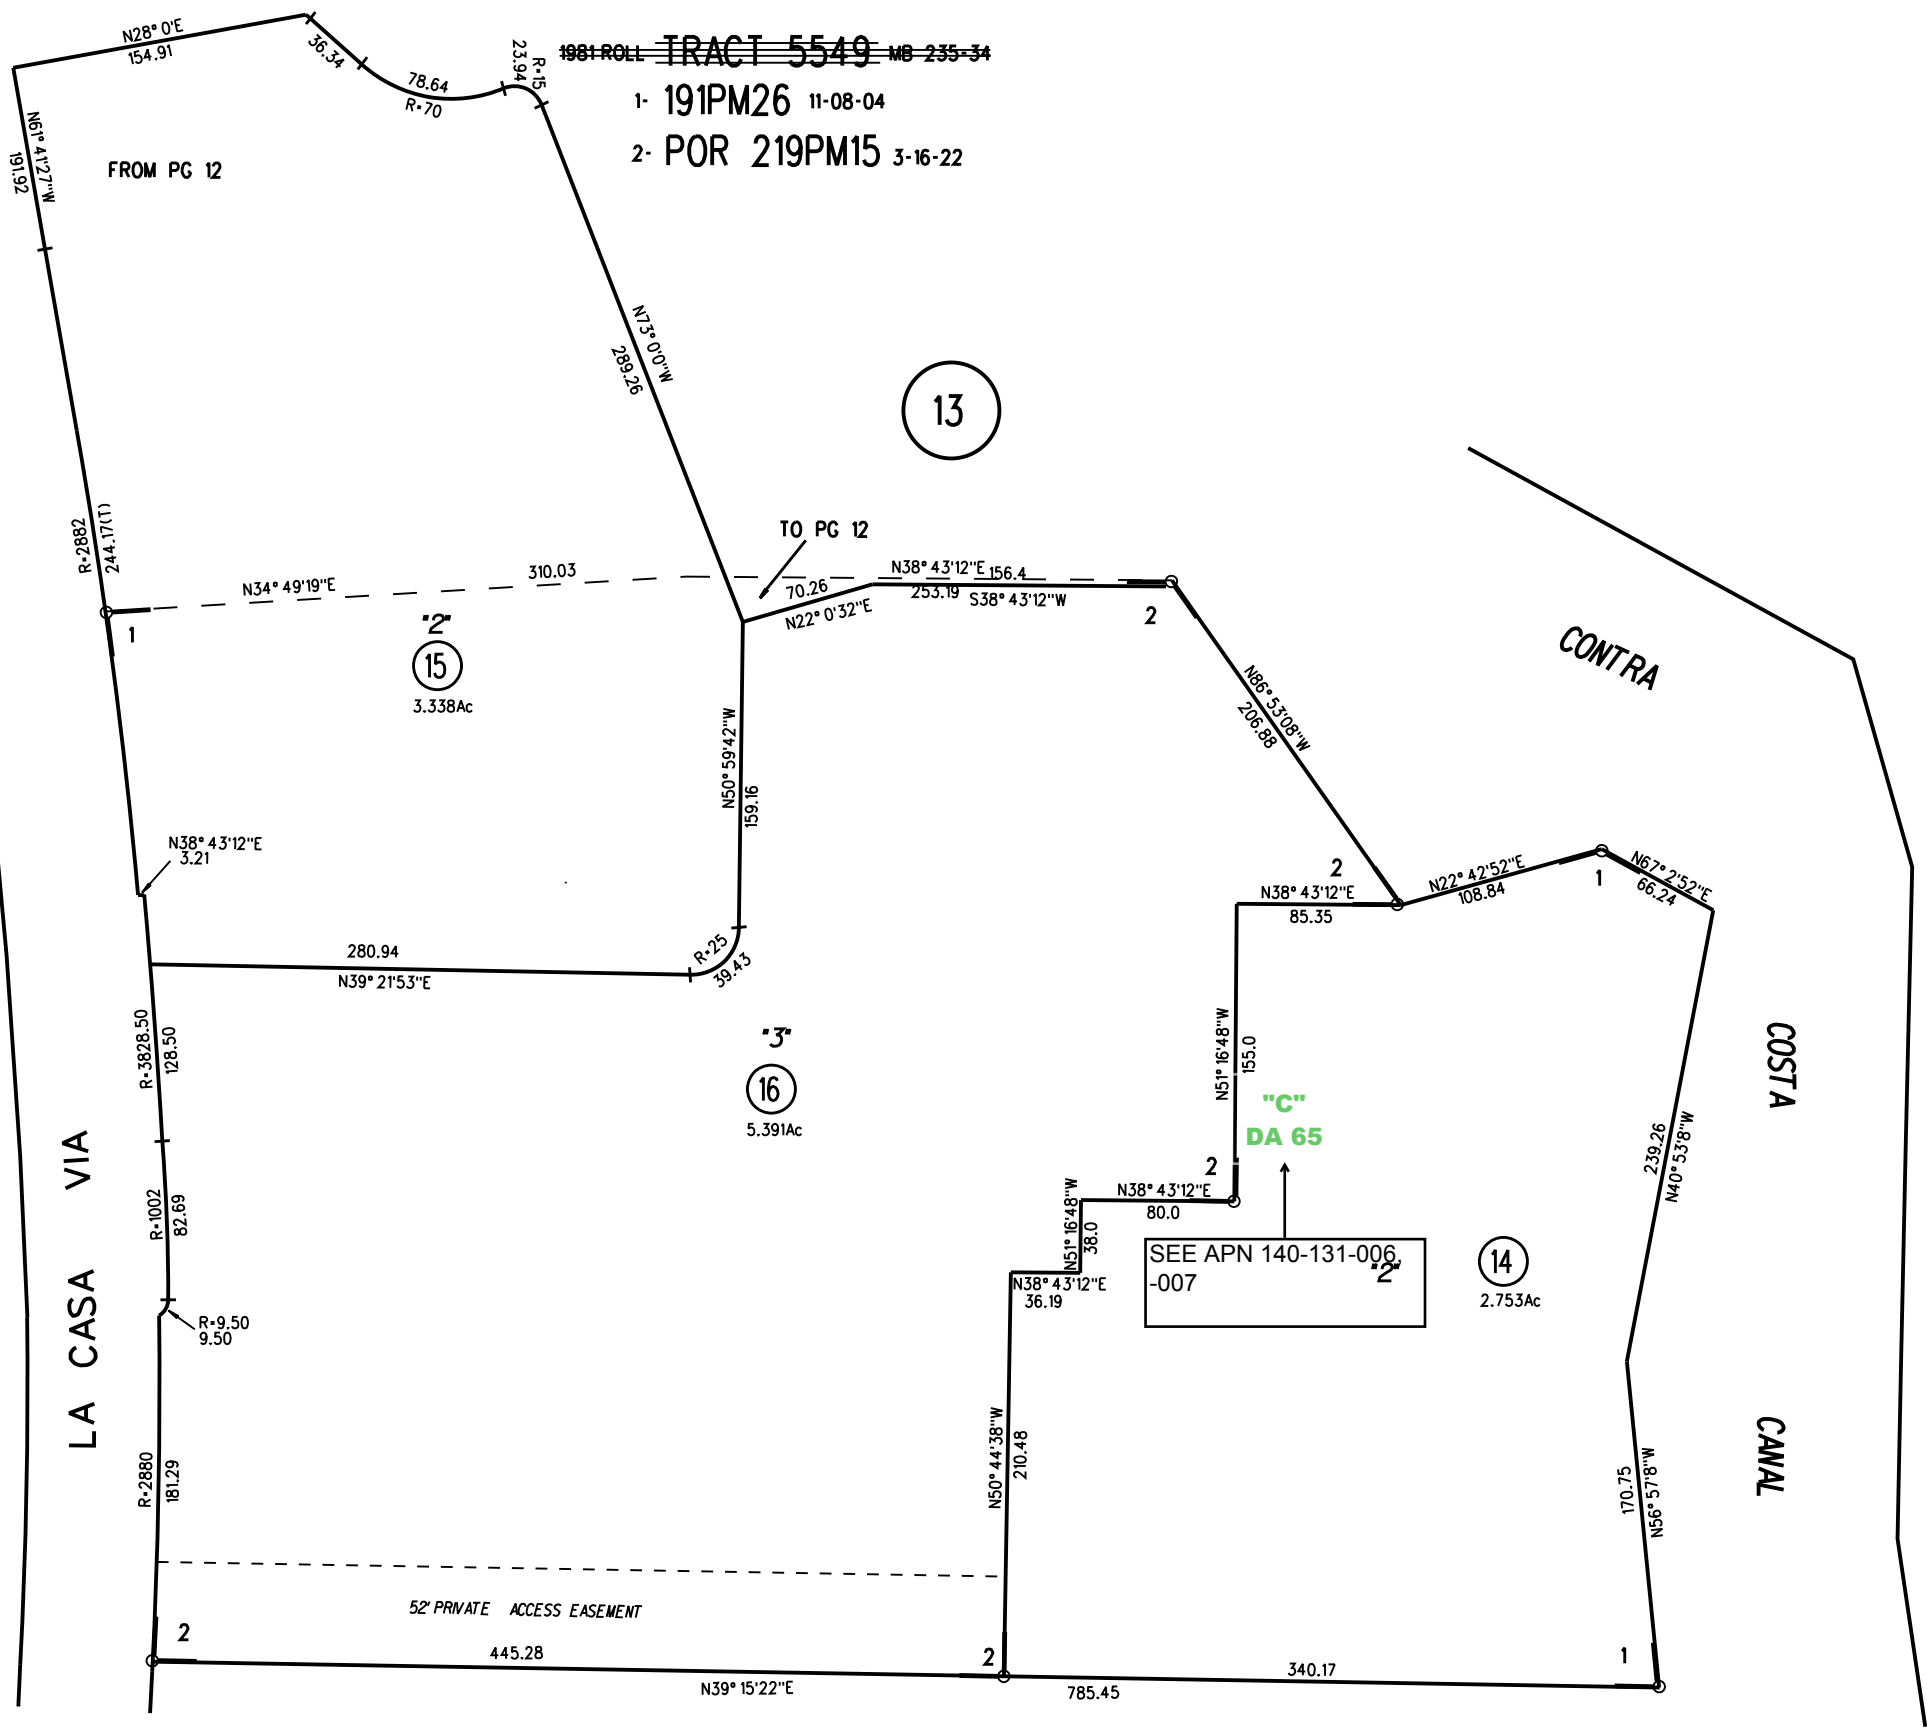 N28° 0'E
154.91
36.34
78.64
R=70
23.94
R=15
1981 ROLL TRACT 5549 MB 235-34
1- 191PM26 11-08-04
2- POR 219PM15 3-16-22
N61° 41'27"W
191.92
FROM PG 12
N73° 0'0"W
289.26
13
R=2882
244.17(T)
TO PG 12
N34° 49'19"E
310.03
N38° 43'12"E
156.4
253.19
S38° 43'12"W
70.26
N22° 0'32"E
1
"2"
15
3.338Ac
2
CONTRA
N86° 53'08"W
206.88
N50° 59'42"W
159.16
N38° 43'12"E
3.21
2
N38° 43'12"E
85.35
N22° 42'52"E
108.84
1
N67° 2'52"E
66.24
280.94
N39° 21'53"E
R=25
39.43
R=3828.50
128.50
"3"
16
5.391Ac
N51° 16'48"W
155.0
"C"
DA 65
COSTA
239.26
N40° 53'8"W
LA CASA VIA
R=1002
82.69
2
N38° 43'12"E
80.0
N51° 16'48"W
38.0
N38° 43'12"E
36.19
SEE APN 140-131-006,
-007
"2"
14
2.753Ac
R=9.50
9.50
R=2880
181.29
N50° 44'38"W
210.48
170.75
N56° 57'8"W
CANAL
52' PRIVATE ACCESS EASEMENT
2
445.28
N39° 15'22"E
2
785.45
340.17
1